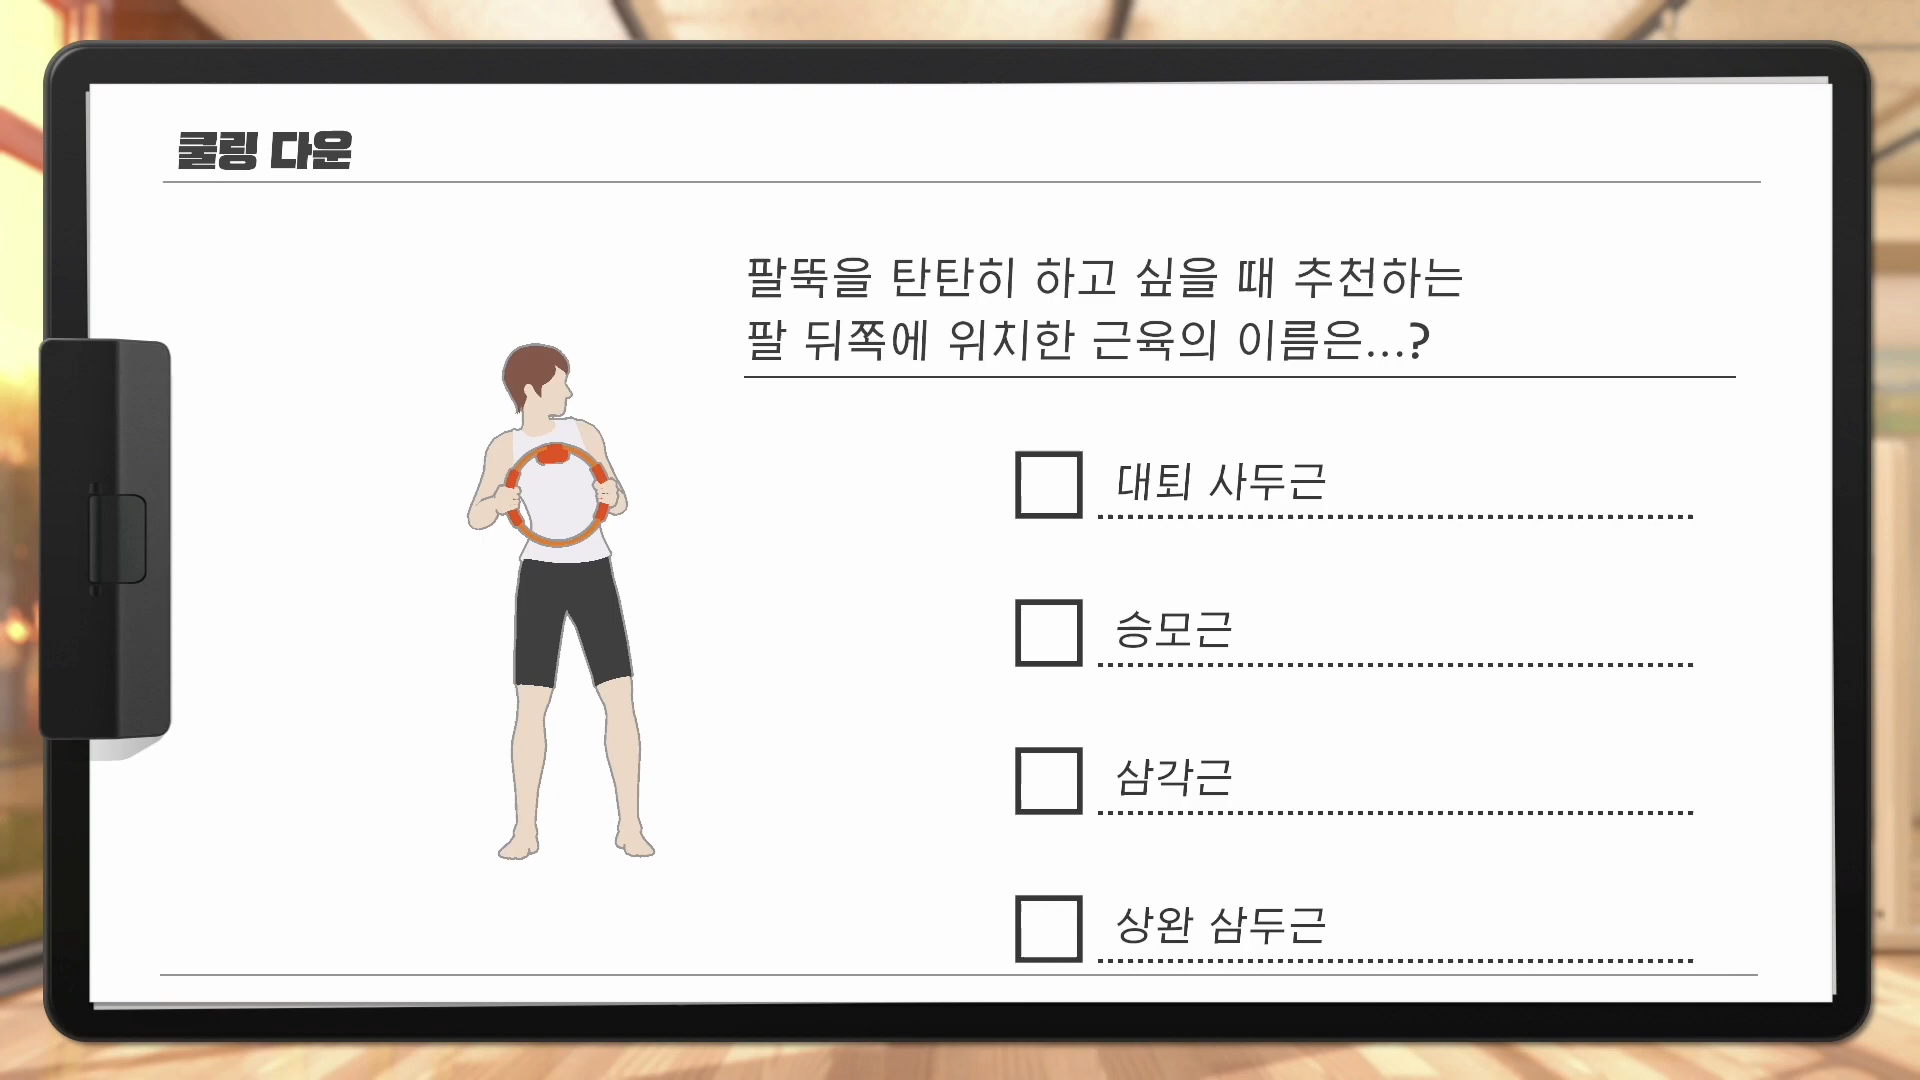 쿨링 다운
팔뚝을 탄탄히 하고 싶을 때 추천하는
팔 뒤쪽에 위치한 근육의 이름은...?
대퇴 사두근
승모근
삼각근
상완 삼두근